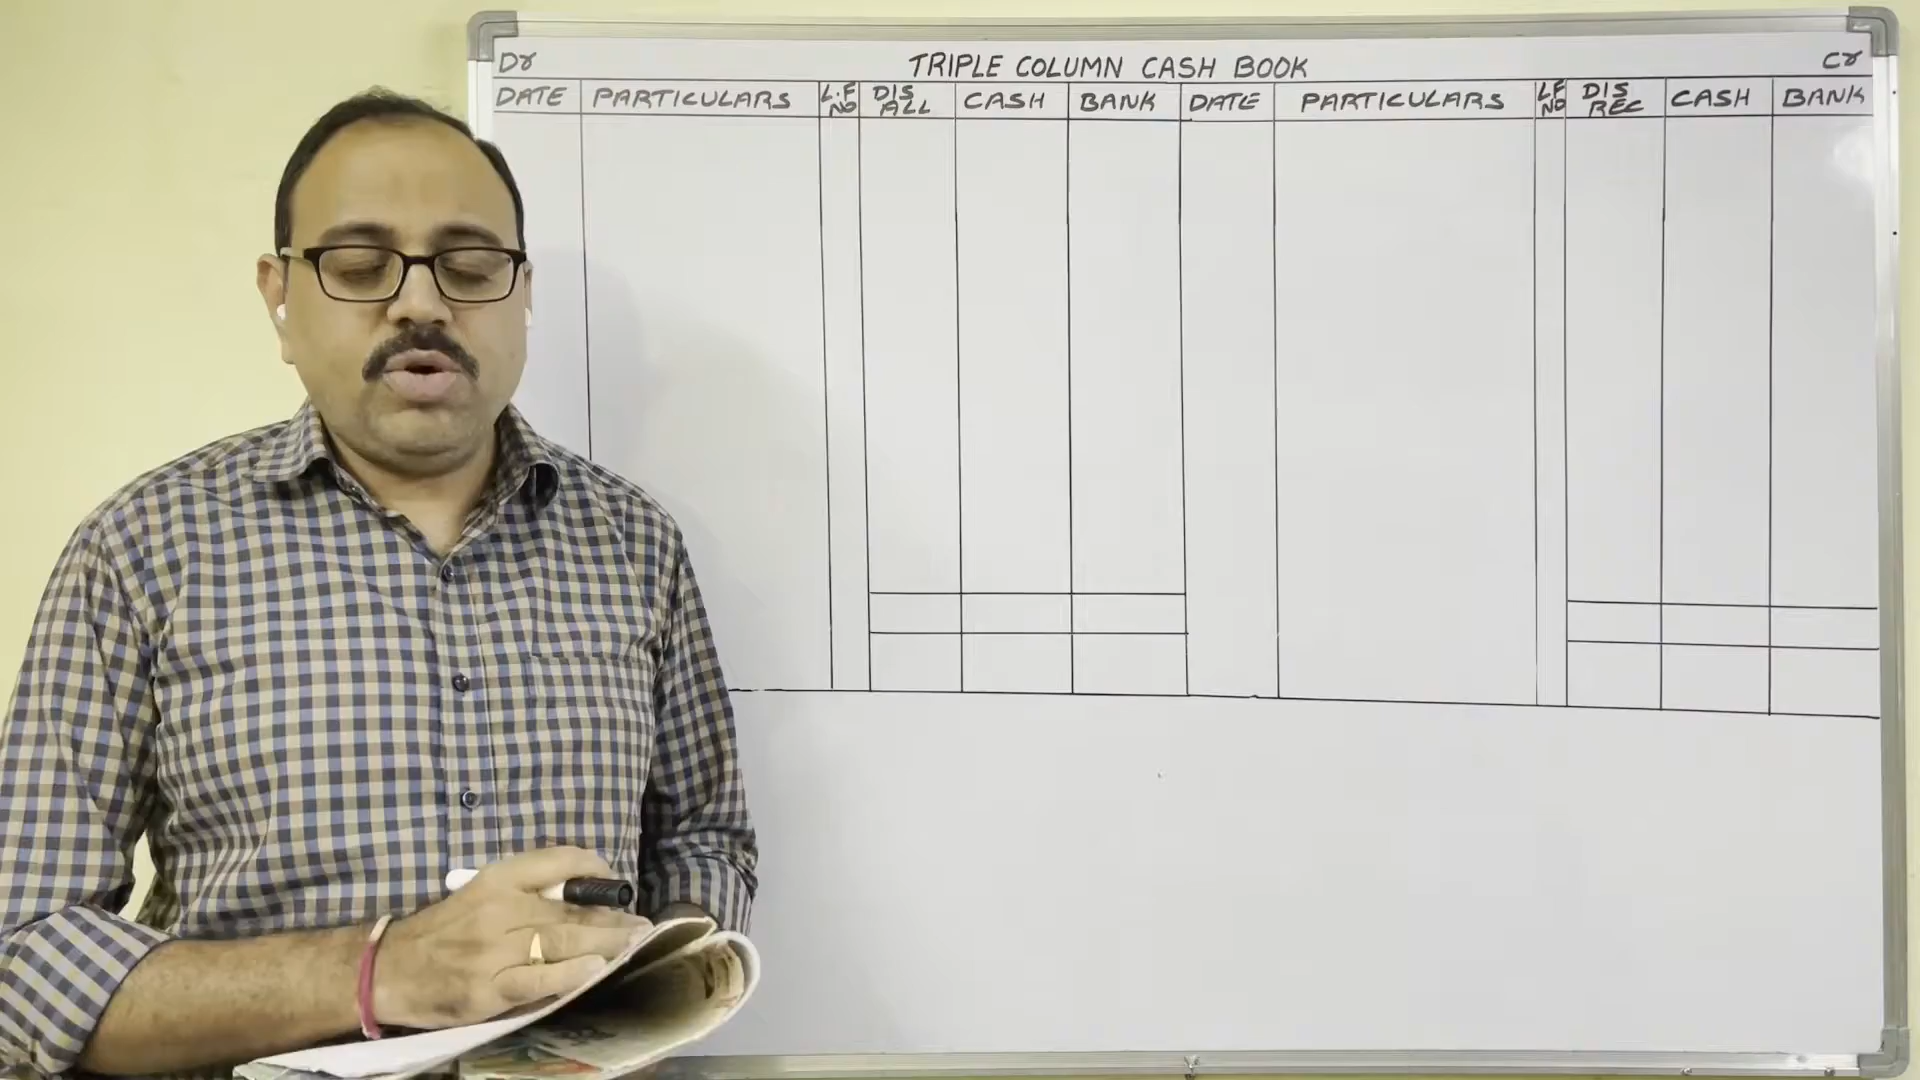 Dr TRIPLE COLUMN CASH BOOK Cr
DATE PARTICULARS L.F NO DIS ALL CASH BANK DATE PARTICULARS LF NO DIS REC CASH BANK